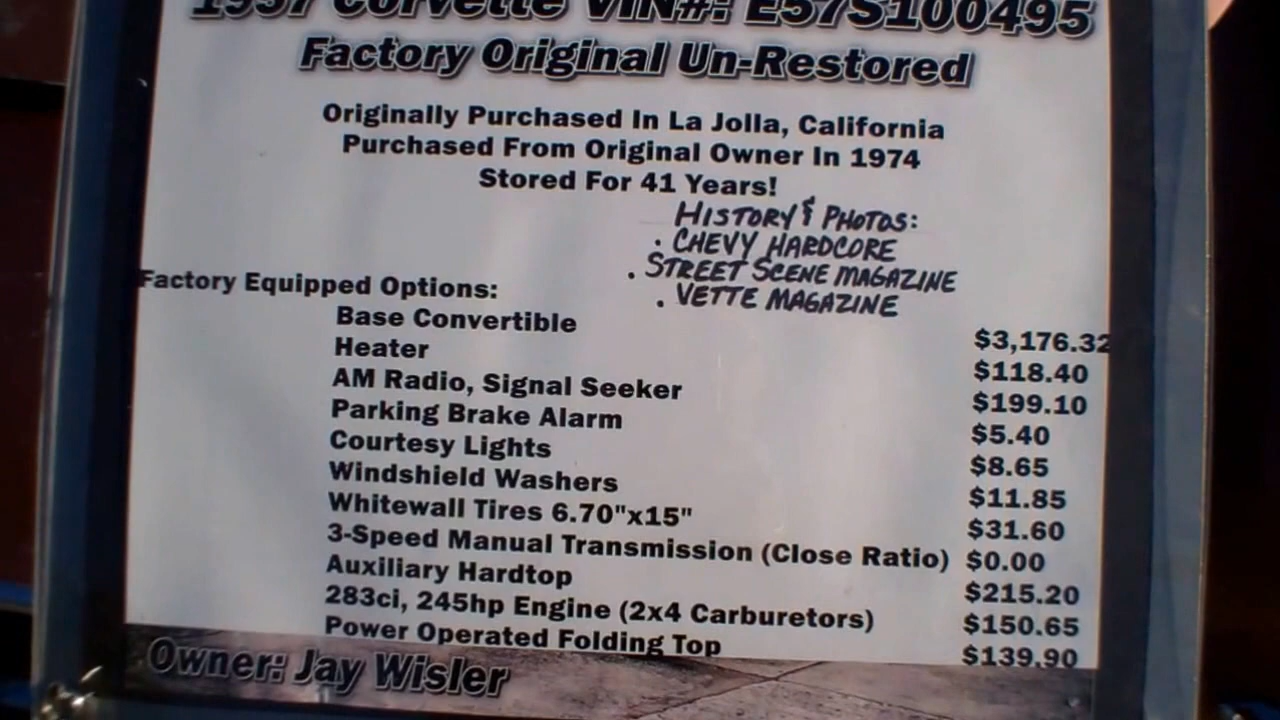 1957 Corvette VIN#: E57S100495
Factory Original Un-Restored
Originally Purchased In La Jolla, California
Purchased From Original Owner In 1974
Stored For 41 Years!
HISTORY & PHOTOS:
. CHEVY HARDCORE
. STREET SCENE MAGAZINE
. VETTE MAGAZINE
Factory Equipped Options:
Base Convertible $3,176.32
Heater $118.40
AM Radio, Signal Seeker $199.10
Parking Brake Alarm $5.40
Courtesy Lights $8.65
Windshield Washers $11.85
Whitewall Tires 6.70"x15" $31.60
3-Speed Manual Transmission (Close Ratio) $0.00
Auxiliary Hardtop $215.20
283ci, 245hp Engine (2x4 Carburetors) $150.65
Power Operated Folding Top $139.90
Owner: Jay Wisler